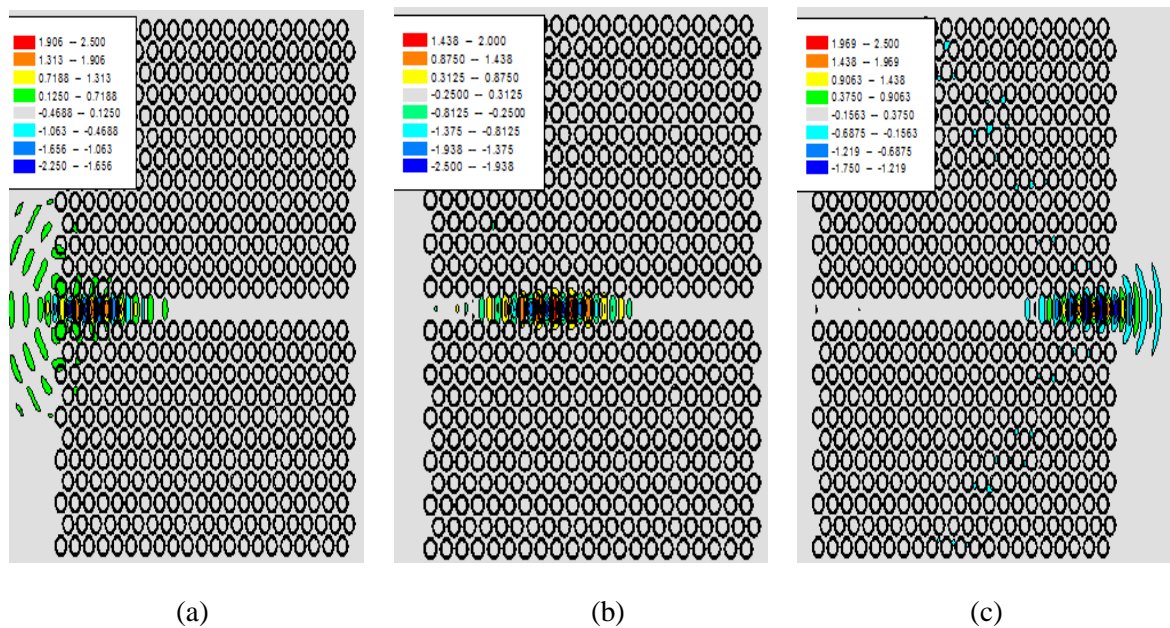 1.906 -- 2.500
1.313 -- 1.906
0.7188 -- 1.313
0.1250 -- 0.7188
-0.4688 -- 0.1250
-1.063 -- -0.4688
-1.656 -- -1.063
-2.250 -- -1.656
1.438 -- 2.000
0.8750 -- 1.438
0.3125 -- 0.8750
-0.2500 -- 0.3125
-0.8125 -- -0.2500
-1.375 -- -0.8125
-1.938 -- -1.375
-2.500 -- -1.938
1.969 -- 2.500
1.438 -- 1.969
0.9063 -- 1.438
0.3750 -- 0.9063
-0.1563 -- 0.3750
-0.6875 -- -0.1563
-1.219 -- -0.6875
-1.750 -- -1.219
(a)
(b)
(c)